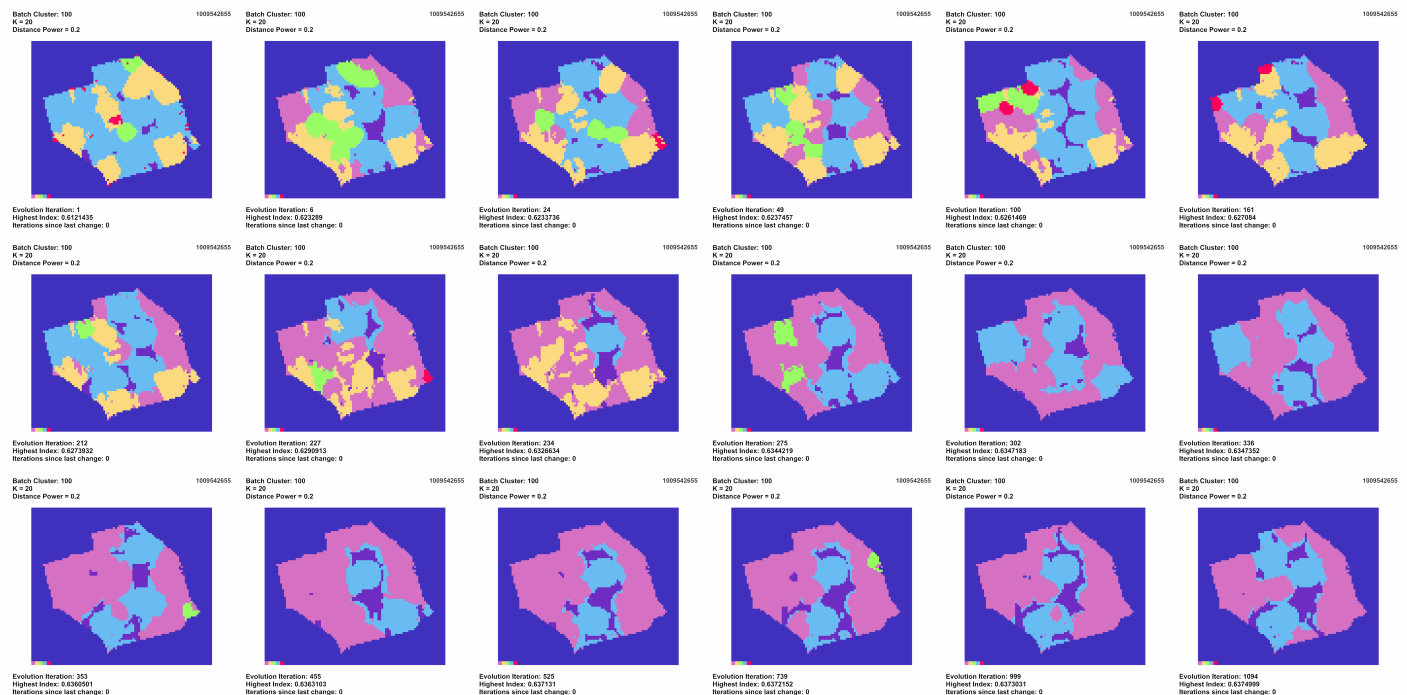 Batch Cluster: 100 1009542655
K = 20
Distance Power = 0.2
Evolution Iteration: 1
Highest Index: 0.6121435
Iterations since last change: 0
Batch Cluster: 100 1009542655
K = 20
Distance Power = 0.2
Evolution Iteration: 6
Highest Index: 0.623289
Iterations since last change: 0
Batch Cluster: 100 1009542655
K = 20
Distance Power = 0.2
Evolution Iteration: 24
Highest Index: 0.6233736
Iterations since last change: 0
Batch Cluster: 100 1009542655
K = 20
Distance Power = 0.2
Evolution Iteration: 49
Highest Index: 0.6237457
Iterations since last change: 0
Batch Cluster: 100 1009542655
K = 20
Distance Power = 0.2
Evolution Iteration: 100
Highest Index: 0.6261469
Iterations since last change: 0
Batch Cluster: 100 1009542655
K = 20
Distance Power = 0.2
Evolution Iteration: 161
Highest Index: 0.627084
Iterations since last change: 0
Batch Cluster: 100 1009542655
K = 20
Distance Power = 0.2
Evolution Iteration: 212
Highest Index: 0.6273932
Iterations since last change: 0
Batch Cluster: 100 1009542655
K = 20
Distance Power = 0.2
Evolution Iteration: 227
Highest Index: 0.6290913
Iterations since last change: 0
Batch Cluster: 100 1009542655
K = 20
Distance Power = 0.2
Evolution Iteration: 234
Highest Index: 0.6326634
Iterations since last change: 0
Batch Cluster: 100 1009542655
K = 20
Distance Power = 0.2
Evolution Iteration: 275
Highest Index: 0.6344219
Iterations since last change: 0
Batch Cluster: 100 1009542655
K = 20
Distance Power = 0.2
Evolution Iteration: 302
Highest Index: 0.6347183
Iterations since last change: 0
Batch Cluster: 100 1009542655
K = 20
Distance Power = 0.2
Evolution Iteration: 336
Highest Index: 0.6347352
Iterations since last change: 0
Batch Cluster: 100 1009542655
K = 20
Distance Power = 0.2
Evolution Iteration: 353
Highest Index: 0.6360501
Iterations since last change: 0
Batch Cluster: 100 1009542655
K = 20
Distance Power = 0.2
Evolution Iteration: 455
Highest Index: 0.6363103
Iterations since last change: 0
Batch Cluster: 100 1009542655
K = 20
Distance Power = 0.2
Evolution Iteration: 525
Highest Index: 0.637131
Iterations since last change: 0
Batch Cluster: 100 1009542655
K = 20
Distance Power = 0.2
Evolution Iteration: 739
Highest Index: 0.6372152
Iterations since last change: 0
Batch Cluster: 100 1009542655
K = 20
Distance Power = 0.2
Evolution Iteration: 999
Highest Index: 0.6373031
Iterations since last change: 0
Batch Cluster: 100 1009542655
K = 20
Distance Power = 0.2
Evolution Iteration: 1094
Highest Index: 0.6374999
Iterations since last change: 0